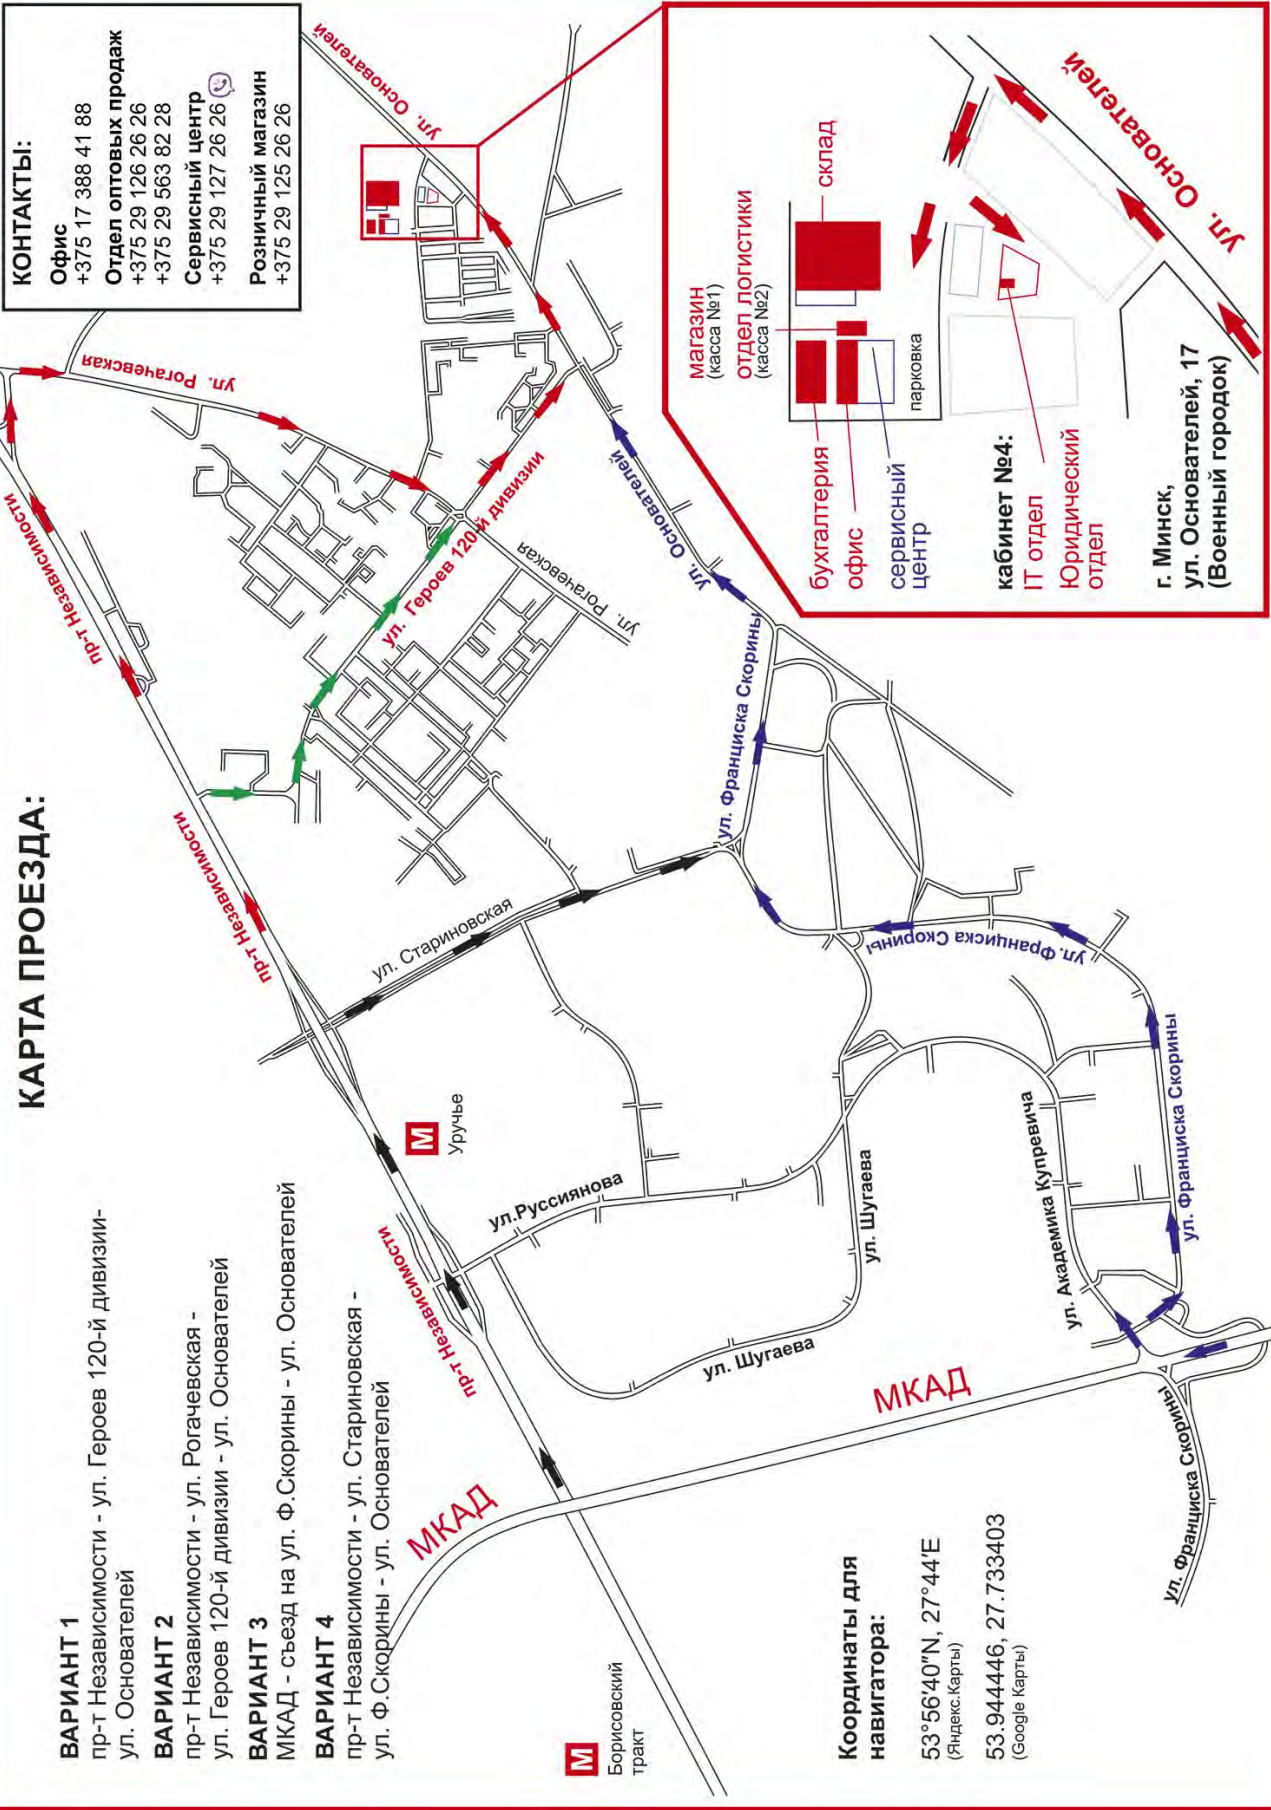 КАРТА ПРОЕЗДА:
ВАРИАНТ 1
пр-т Независимости - ул. Героев 120-й дивизии-
ул. Основателей
ВАРИАНТ 2
пр-т Независимости - ул. Рогачевская -
ул. Героев 120-й дивизии - ул. Основателей
ВАРИАНТ 3
МКАД - съезд на ул. Ф.Скорины - ул. Основателей
ВАРИАНТ 4
пр-т Независимости - ул. Стариновская -
ул. Ф.Скорины - ул. Основателей
КОНТАКТЫ:
Офис
+375 17 388 41 88
Отдел оптовых продаж
+375 29 126 26 26
+375 29 563 82 28
Сервисный центр
+375 29 127 26 26
Розничный магазин
+375 29 125 26 26
пр-т Независимости
пр-т Независимости
пр-т Независимости
ул. Рогачевская
ул. Основателей
ул. Героев 120-й дивизии
ул. Рогачевская
ул. Основателей
ул. Стариновская
ул. Франциска Скорины
ул.Франциска Скорины
ул. Франциска Скорины
ул. Франциска Скорины
М
Уручье
ул.Руссиянова
ул. Шугаева
ул. Шугаева
ул. Академика Купревича
МКАД
МКАД
М
Борисовский
тракт
Координаты для
навигатора:
53°56'40"N, 27°44'E
(Яндекс.Карты)
53.944446, 27.733403
(Google Карты)
магазин
(касса №1)
отдел логистики
(касса №2)
склад
бухгалтерия
офис
сервисный
центр
парковка
кабинет №4:
IT отдел
Юридический
отдел
ул. Основателей
г. Минск,
ул. Основателей, 17
(Военный городок)